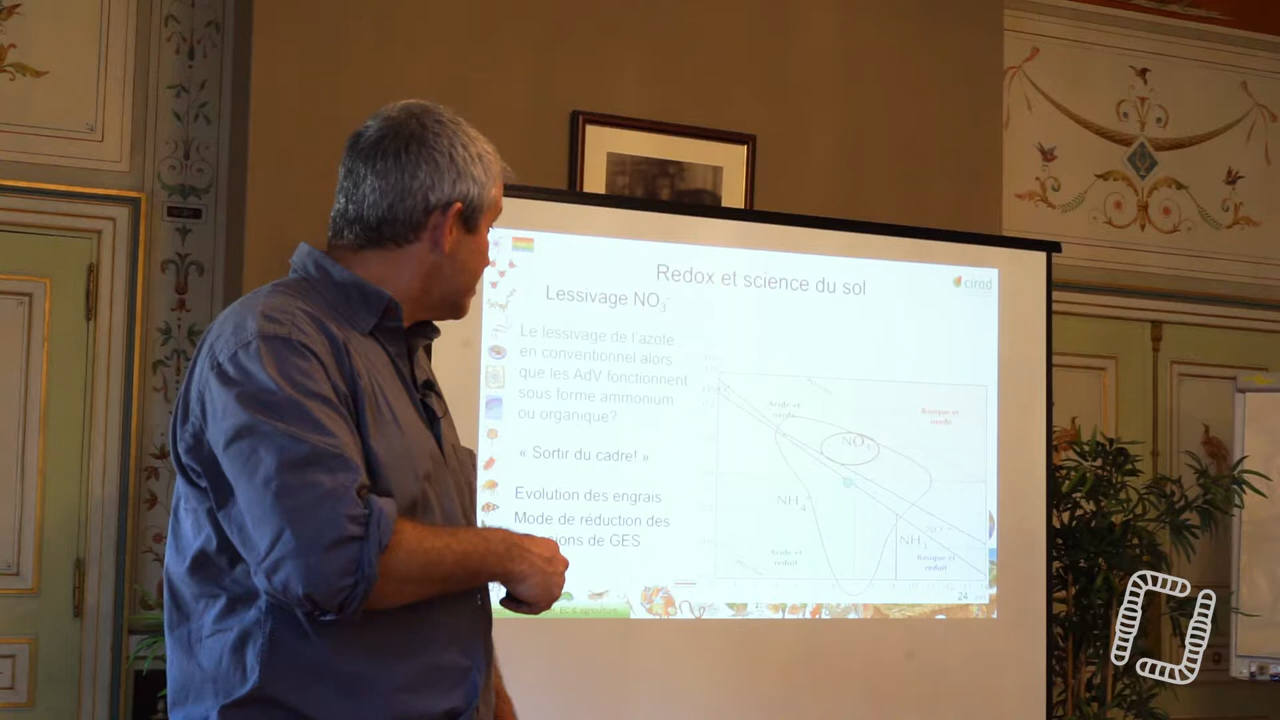 Redox et science du sol
cirad
Lessivage NO3-
Le lessivage de l'azote
en conventionnel alors
que les AdV fonctionnent
sous forme ammonium
ou organique?
« Sortir du cadre! »
Evolution des engrais
Mode de réduction des
de GES
Acide et
oxydé
Basique et
oxydé
NO3-
NH4+
NH3
Acide et
réduit
Basique et
réduit
EC & agriculture
24